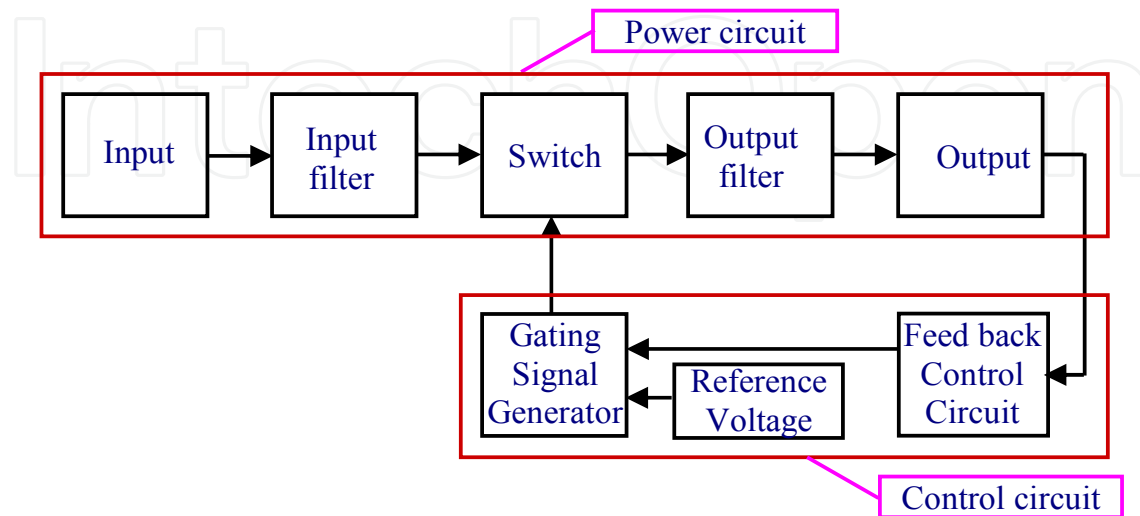 IntechOpen
Power circuit
Input
Input
filter
Switch
Output
filter
Output
Gating
Signal
Generator
Reference
Voltage
Feed back
Control
Circuit
Control circuit